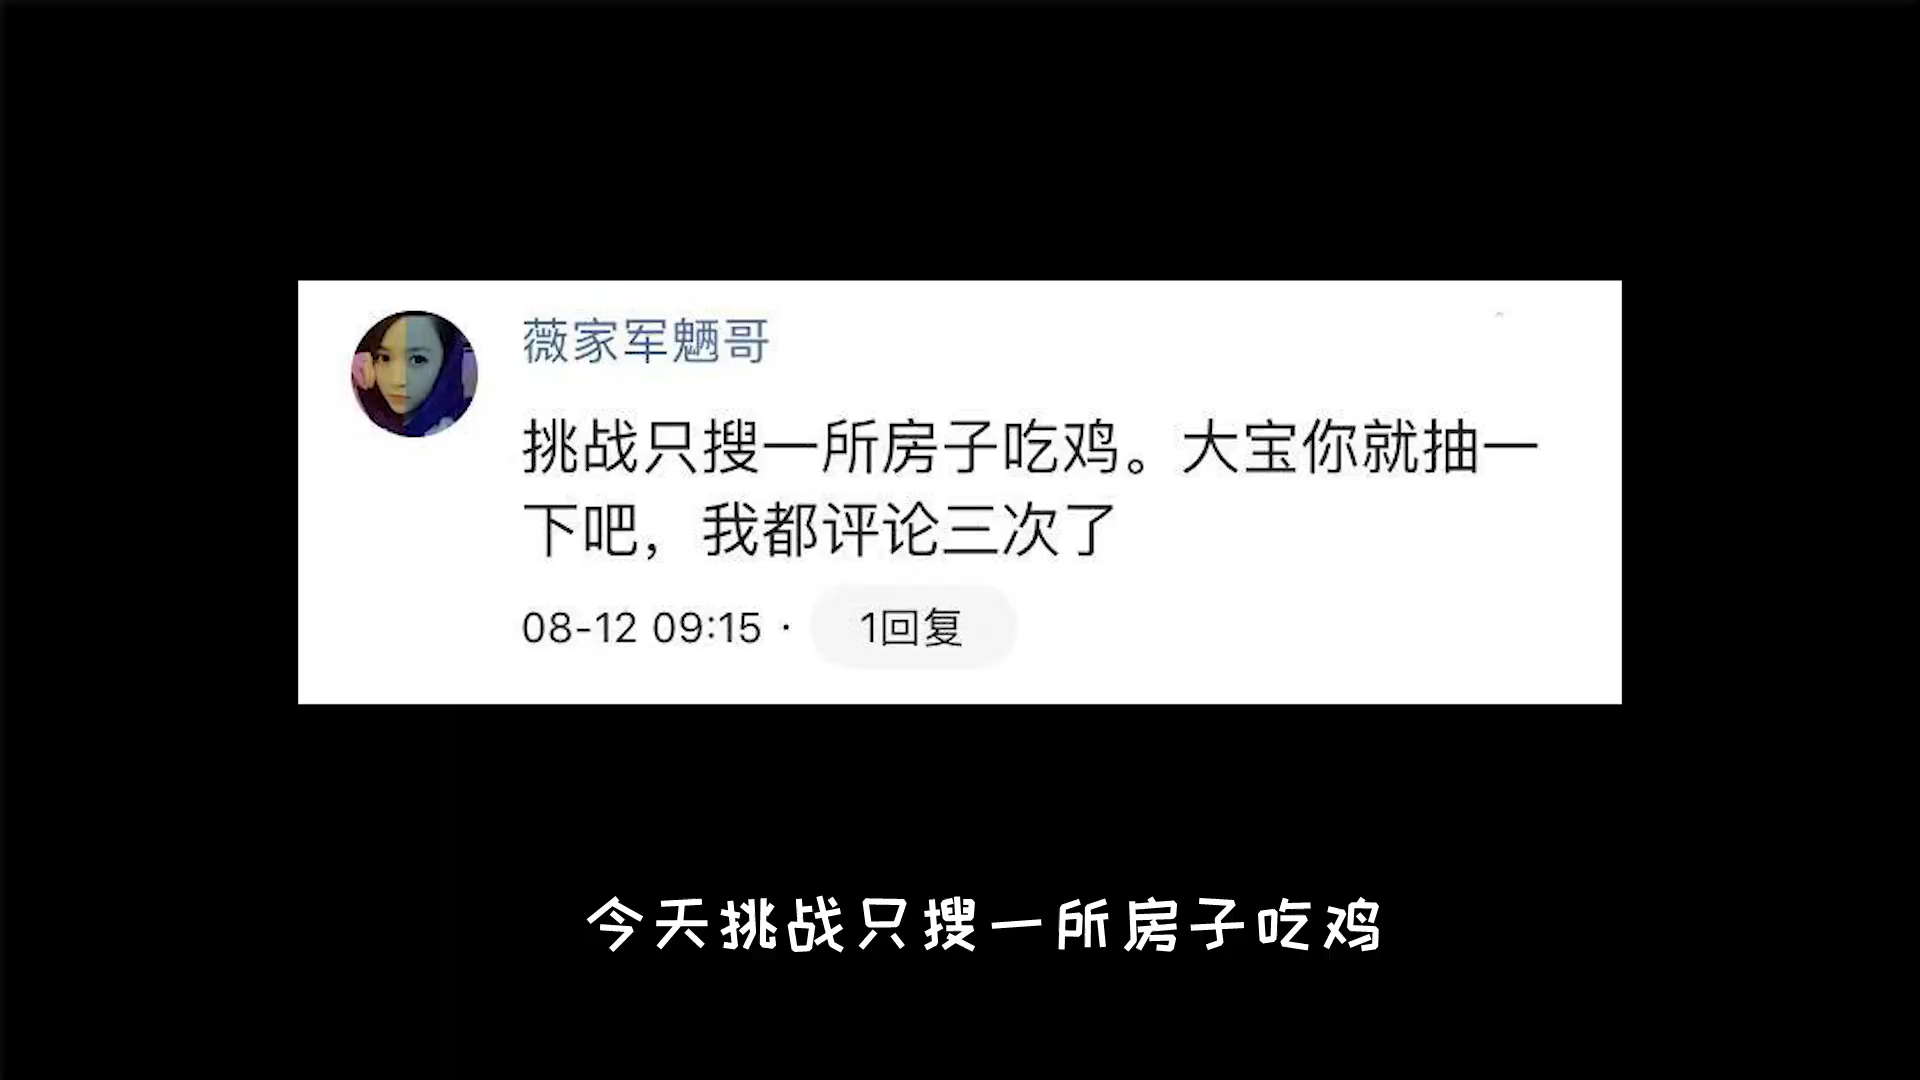 薇家军魉哥
挑战只搜一所房子吃鸡。大宝你就抽一
下吧，我都评论三次了
08-12 09:15 · 1回复
今天挑战只搜一所房子吃鸡